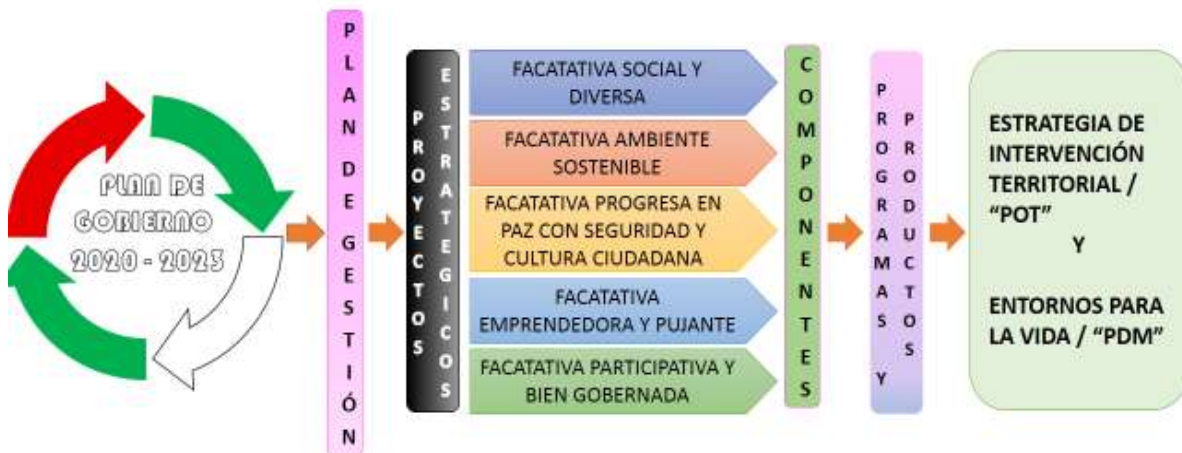 PLAN DE
GOBIERNO
2020 - 2023
PLAN DE GESTIÓN
PROYECTOS
ESTRATEGICOS
FACATATIVA SOCIAL Y
DIVERSA
FACATATIVA AMBIENTE
SOSTENIBLE
FACATATIVA PROGRESA EN
PAZ CON SEGURIDAD Y
CULTURA CIUDADANA
FACATATIVA
EMPRENDEDORA Y PUJANTE
FACATATIVA PARTICIPATIVA Y
BIEN GOBERNADA
COMPONENTES
PROGRAMAS Y
PRODUCTOS
ESTRATEGIA DE
INTERVENCIÓN
TERRITORIAL /
“POT”
Y
ENTORNOS PARA
LA VIDA / “PDM”